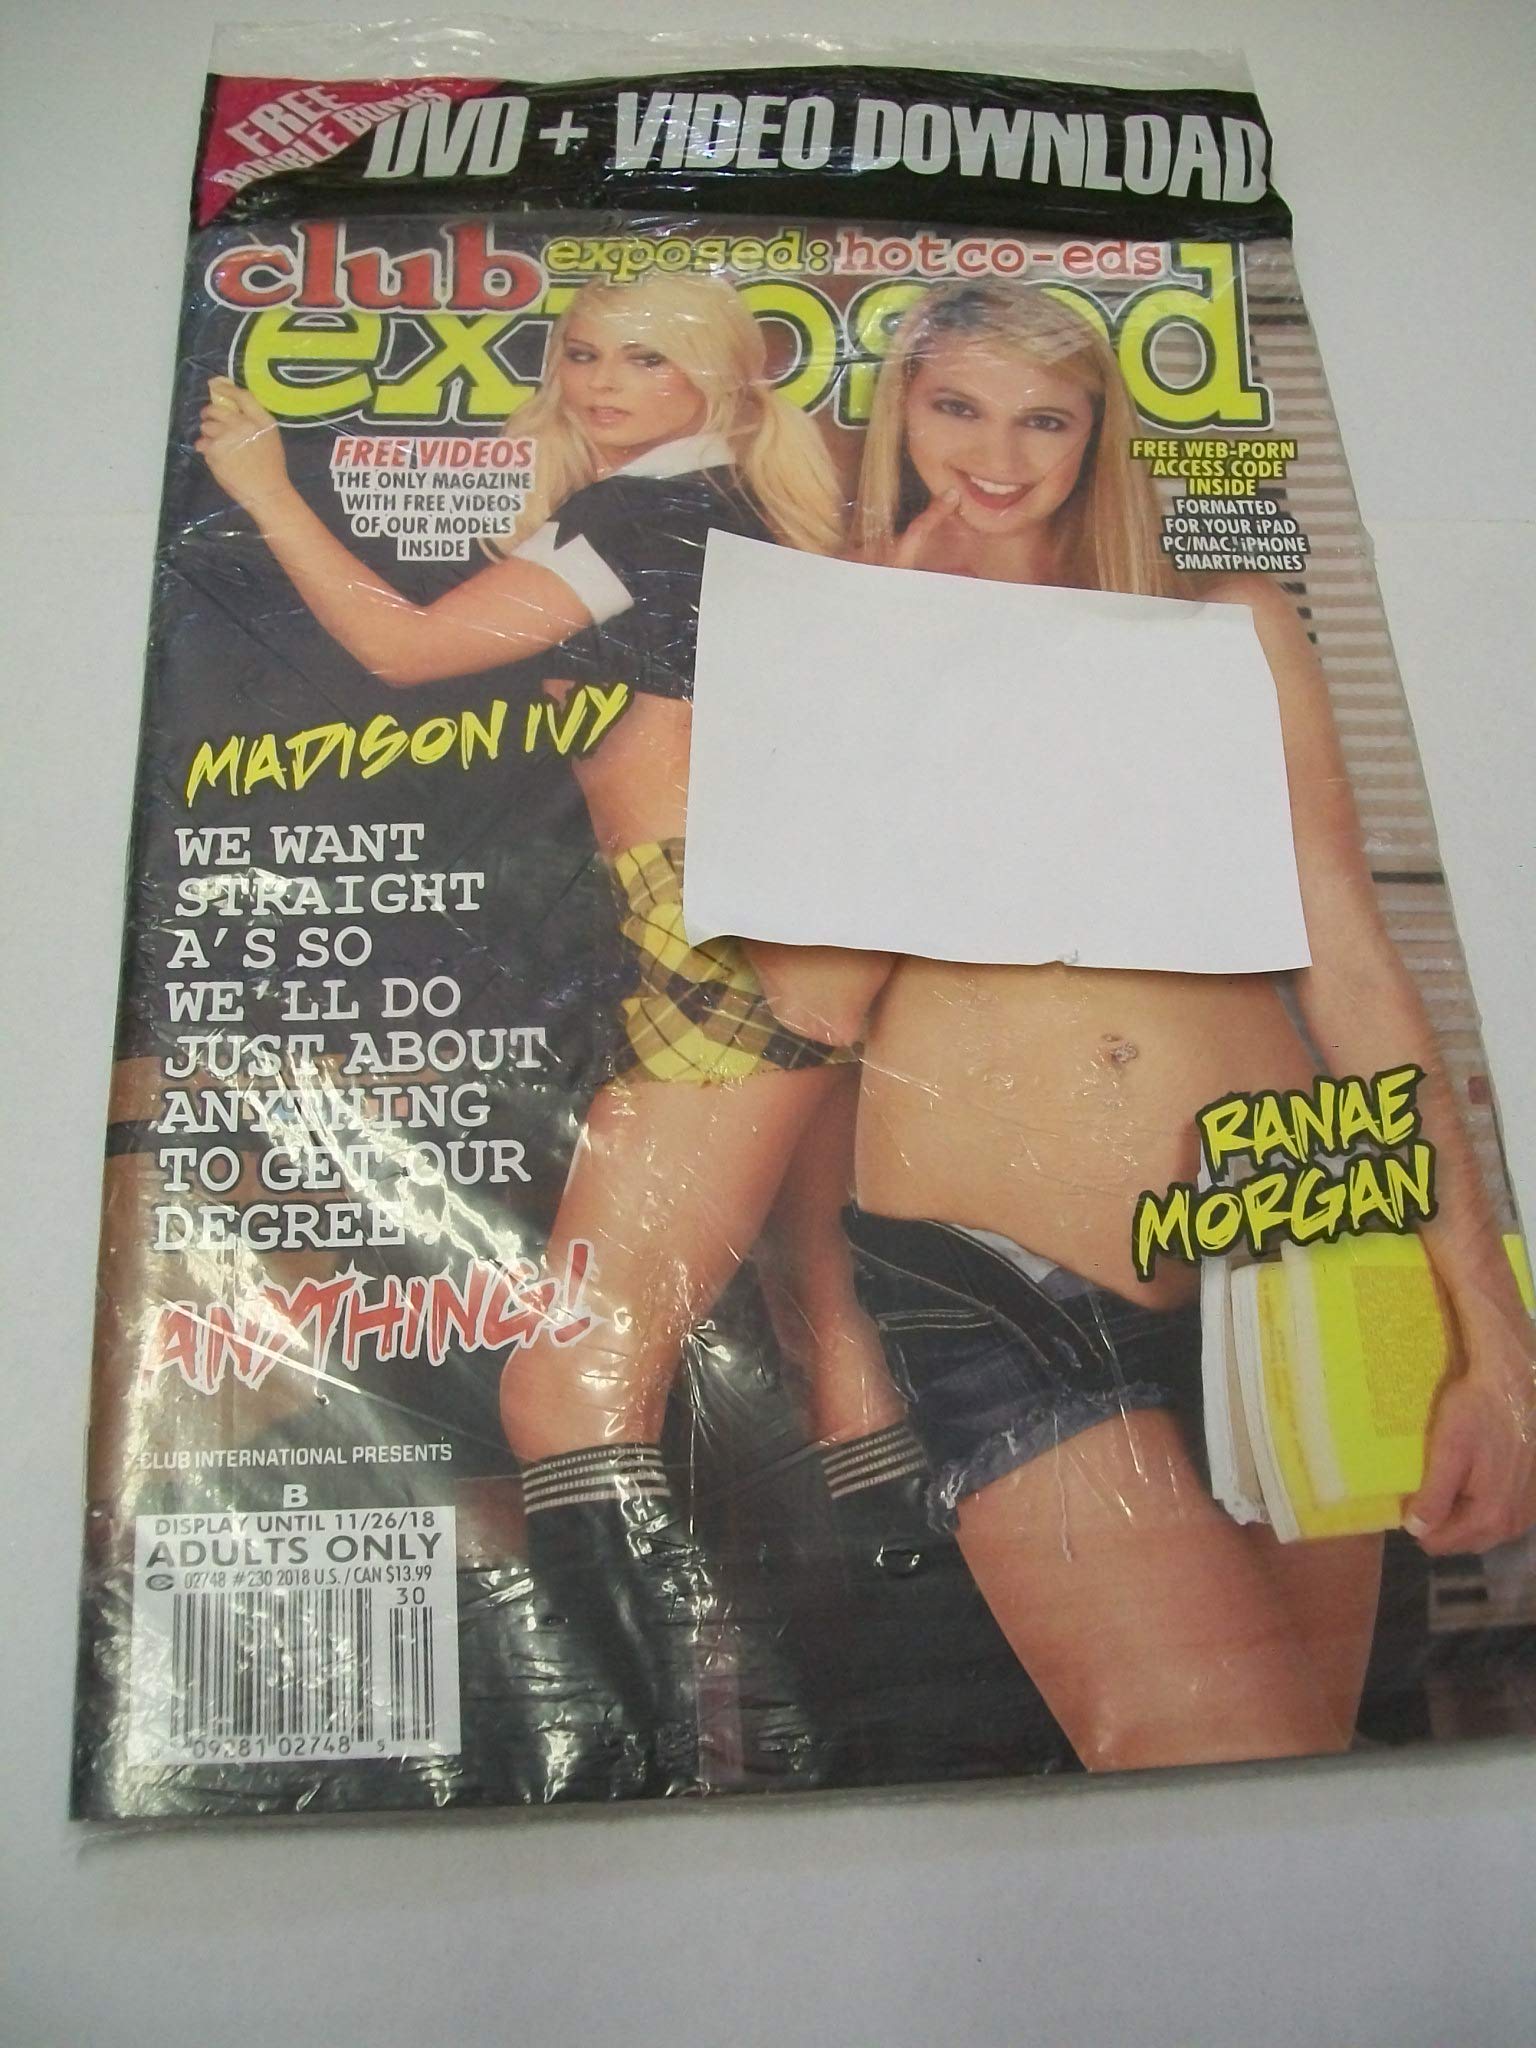 FREE
DOUBLE BONUS
DVD + VIDEO DOWNLOAD
club exposed: hot co-eds
exposed
FREE VIDEOS
THE ONLY MAGAZINE
WITH FREE VIDEOS
OF OUR MODELS
INSIDE
FREE WEB-PORN
ACCESS CODE
INSIDE
FORMATTED
FOR YOUR iPAD
PC/MAC, iPHONE
SMARTPHONES
MADISON IVY
WE WANT
STRAIGHT
A'S SO
WE'LL DO
JUST ABOUT
ANYTHING
TO GET OUR
DEGREE
ANYTHING!
RANAE
MORGAN
CLUB INTERNATIONAL PRESENTS
B
DISPLAY UNTIL 11/26/18
ADULTS ONLY
02748 #230 2018 U.S./CAN $13.99
30
09281 02748